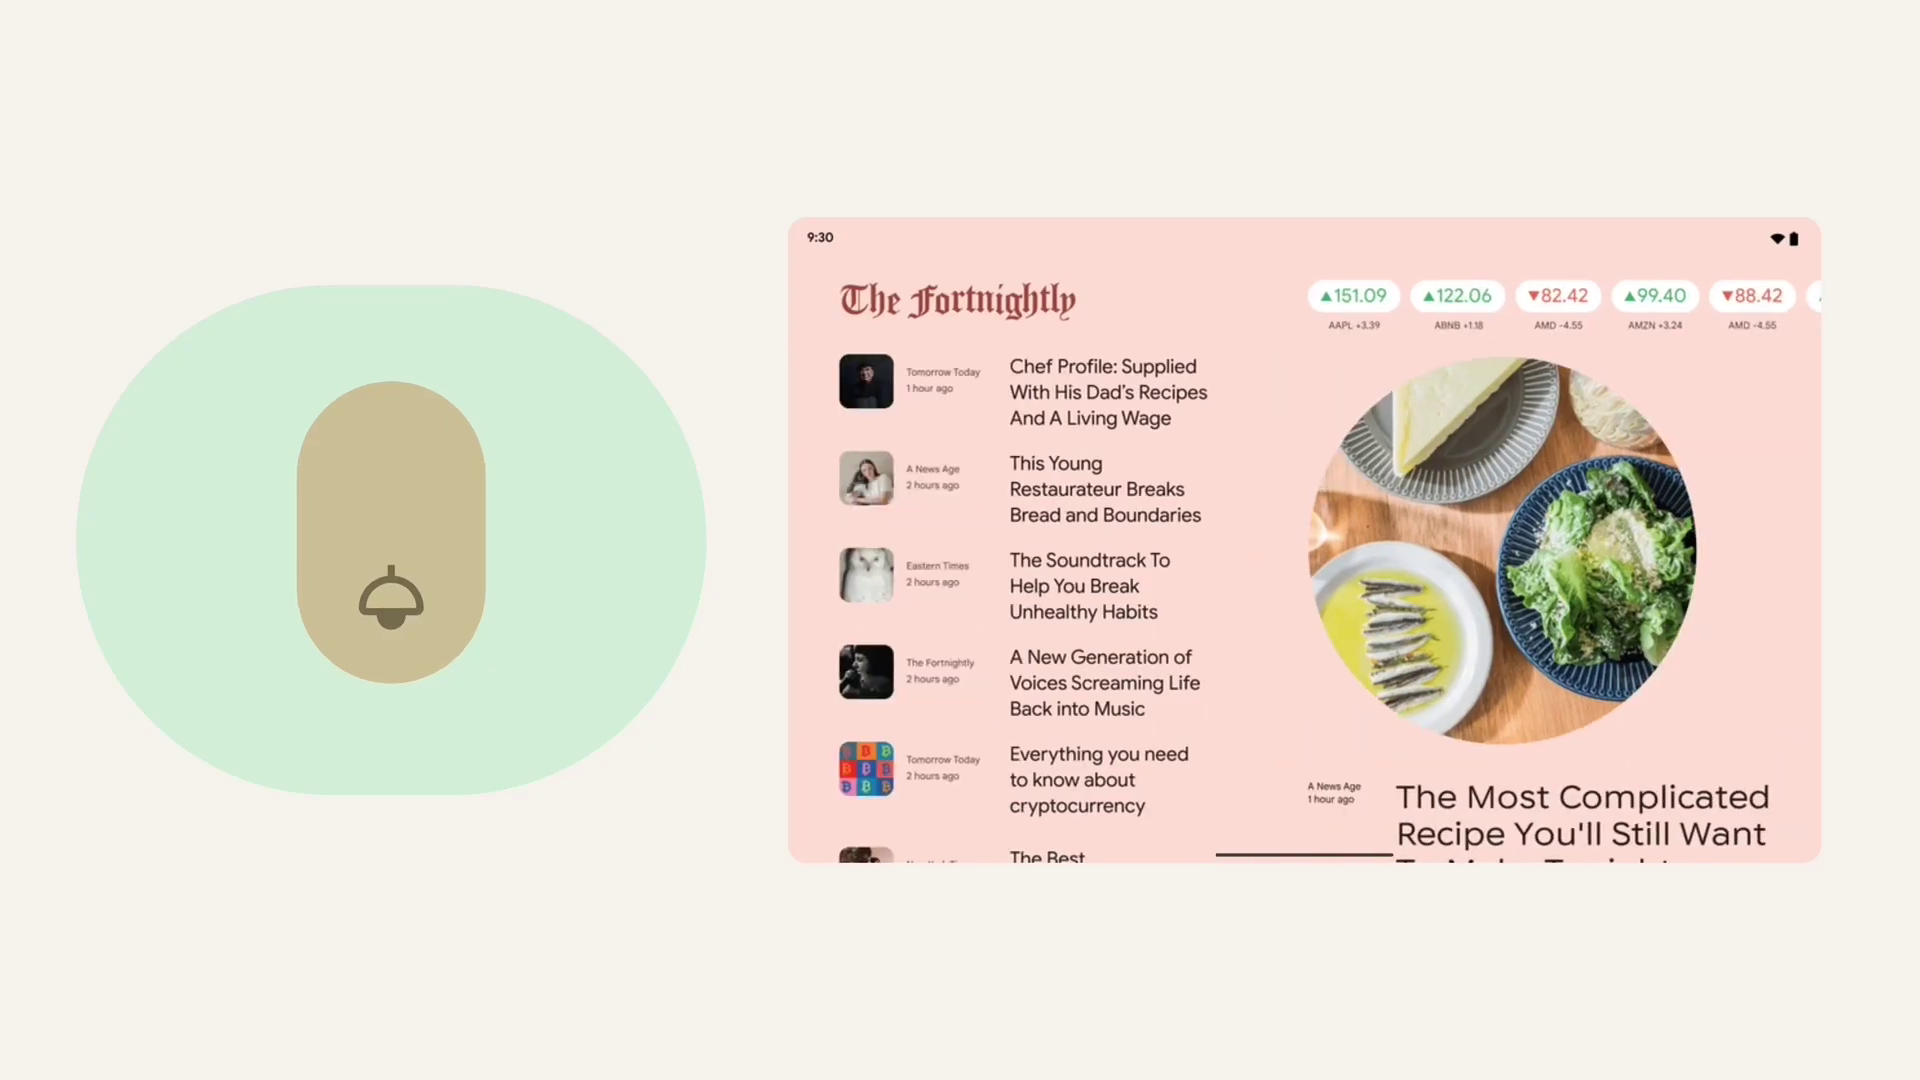 9:30
The Fortnightly
▲151.09
▲122.06
▼82.42
▲99.40
▼88.42
AAPL +3.39
ABNB +1.18
AMD -4.55
AMZN +3.24
AMD -4.55
Tomorrow Today
1 hour ago
Chef Profile: Supplied
With His Dad’s Recipes
And A Living Wage
A News Age
2 hours ago
This Young
Restaurateur Breaks
Bread and Boundaries
Eastern Times
2 hours ago
The Soundtrack To
Help You Break
Unhealthy Habits
The Fortnightly
2 hours ago
A New Generation of
Voices Screaming Life
Back into Music
Tomorrow Today
2 hours ago
Everything you need
to know about
cryptocurrency
The Best
A News Age
1 hour ago
The Most Complicated
Recipe You'll Still Want